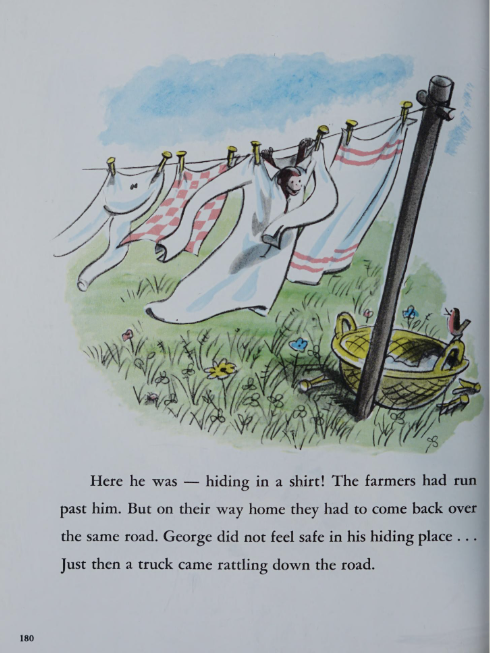 Here he was — hiding in a shirt! The farmers had run
past him. But on their way home they had to come back over
the same road. George did not feel safe in his hiding place . . .
Just then a truck came rattling down the road.
180